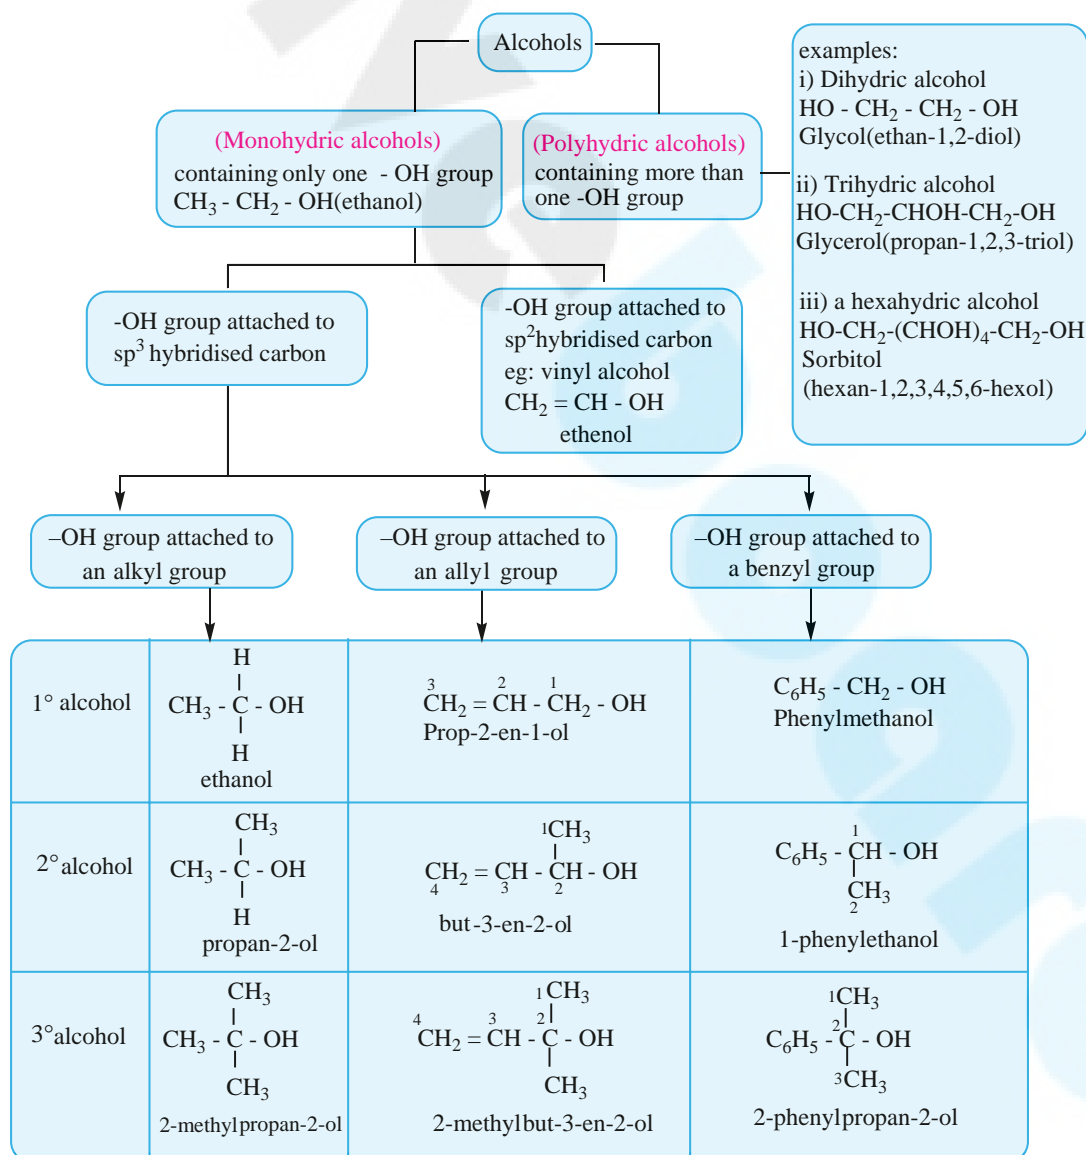 Alcohols
(Monohydric alcohols)
containing only one - OH group
CH₃ - CH₂ - OH(ethanol)
(Polyhydric alcohols)
containing more than
one -OH group
examples:
i) Dihydric alcohol
HO - CH₂ - CH₂ - OH
Glycol(ethan-1,2-diol)
ii) Trihydric alcohol
HO-CH₂-CHOH-CH₂-OH
Glycerol(propan-1,2,3-triol)
iii) a hexahydric alcohol
HO-CH₂-(CHOH)₄-CH₂-OH
Sorbitol
(hexan-1,2,3,4,5,6-hexol)
-OH group attached to
sp³ hybridised carbon
-OH group attached to
sp²hybridised carbon
eg: vinyl alcohol
CH₂ = CH - OH
ethenol
–OH group attached to
an alkyl group
–OH group attached to
an allyl group
–OH group attached to
a benzyl group
1° alcohol
H
CH₃ - C - OH
H
ethanol
3 2 1
CH₂ = CH - CH₂ - OH
Prop-2-en-1-ol
C₆H₅ - CH₂ - OH
Phenylmethanol
2° alcohol
CH₃
CH₃ - C - OH
H
propan-2-ol
1CH₃
CH₂ = CH - CH - OH
4 3 2
but-3-en-2-ol
1
C₆H₅ - CH - OH
CH₃
2
1-phenylethanol
3° alcohol
CH₃
CH₃ - C - OH
CH₃
2-methylpropan-2-ol
1CH₃
4 3 2
CH₂ = CH - C - OH
CH₃
2-methylbut-3-en-2-ol
1CH₃
2
C₆H₅ - C - OH
3CH₃
2-phenylpropan-2-ol